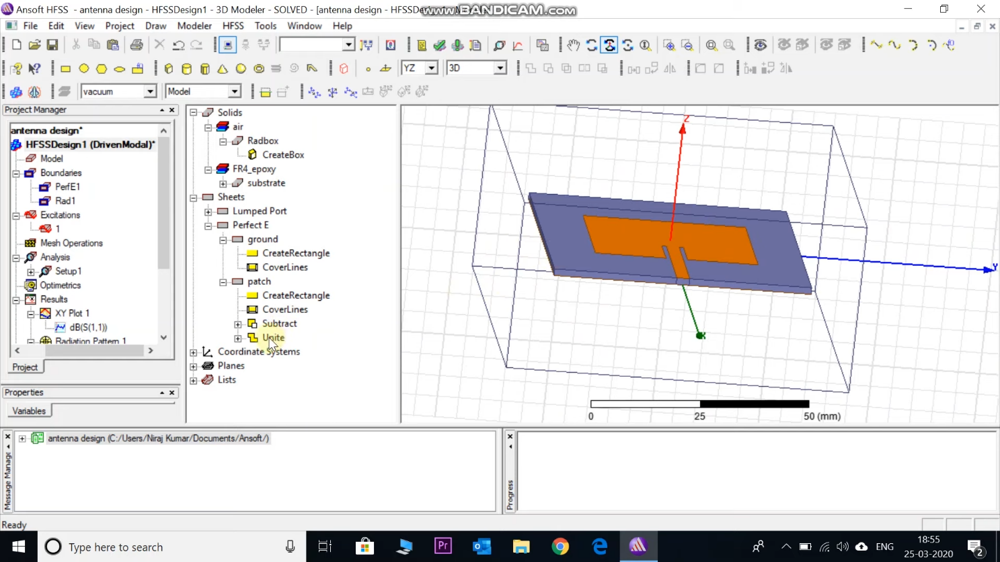 Ansoft HFSS - antenna design - HFSSDesign1 - 3D Modeler - SOLVED - [antenna design - HFSSDe
www.BANDICAM.com
File Edit View Project Draw Modeler HFSS Tools Window Help
YZ 3D
vacuum Model
Project Manager
antenna design*
HFSSDesign1 (DrivenModal)*
Model
Boundaries
PerfE1
Rad1
Excitations
1
Mesh Operations
Analysis
Setup1
Optimetrics
Results
XY Plot 1
dB(S(1,1))
Radiation Pattern 1
Project
Properties
Variables
Solids
air
Radbox
CreateBox
FR4_epoxy
substrate
Sheets
Lumped Port
Perfect E
ground
CreateRectangle
CoverLines
patch
CreateRectangle
CoverLines
Subtract
Unite
Coordinate Systems
Planes
Lists
Z
Y
X
0 25 50 (mm)
Message Manage
antenna design (C:/Users/Niraj Kumar/Documents/Ansoft/)
Progress
Ready
Type here to search
Pr
ENG
18:55
25-03-2020
2